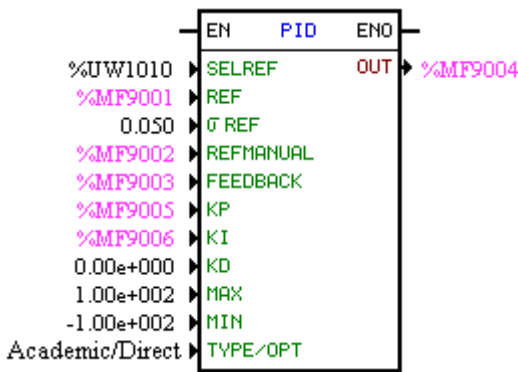 EN PID ENO
%UW1010 SELREF OUT %MF9004
%MF9001 REF
0.050 σ REF
%MF9002 REFMANUAL
%MF9003 FEEDBACK
%MF9005 KP
%MF9006 KI
0.00e+000 KD
1.00e+002 MAX
-1.00e+002 MIN
Academic/Direct TYPE/OPT